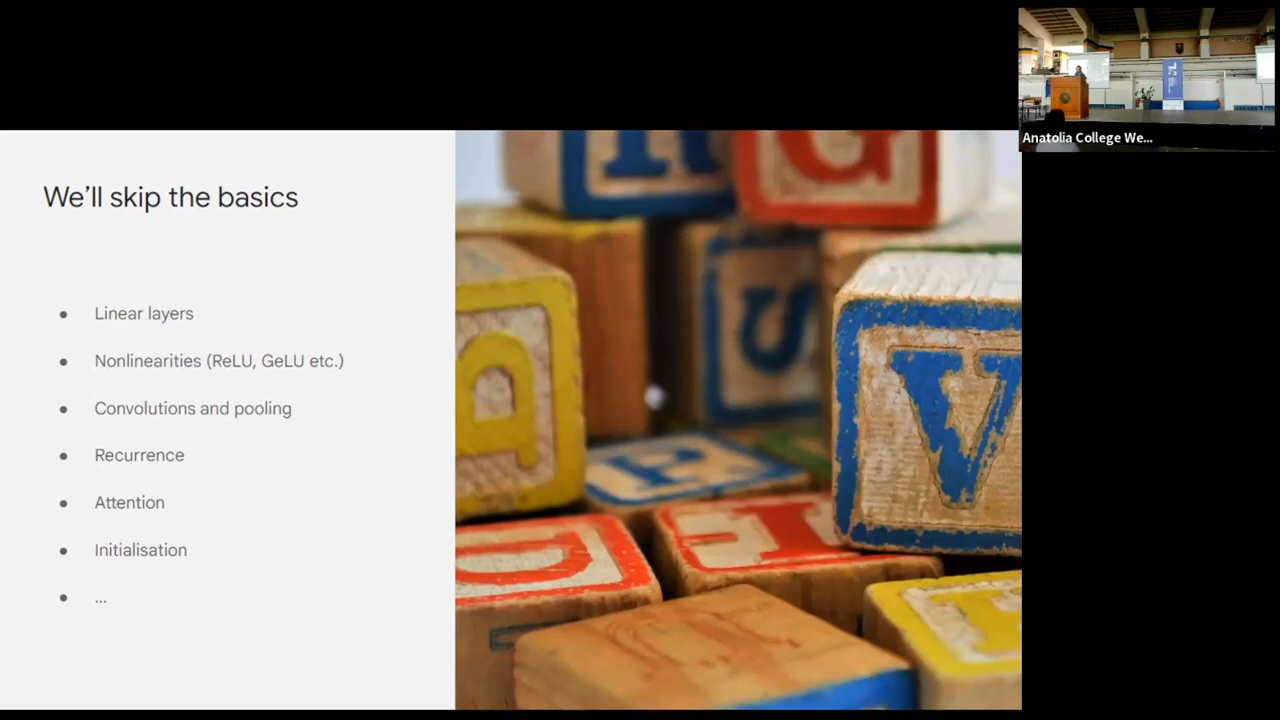 Anatolia College We...
We'll skip the basics
● Linear layers
● Nonlinearities (ReLU, GeLU etc.)
● Convolutions and pooling
● Recurrence
● Attention
● Initialisation
● ...
G
S
V